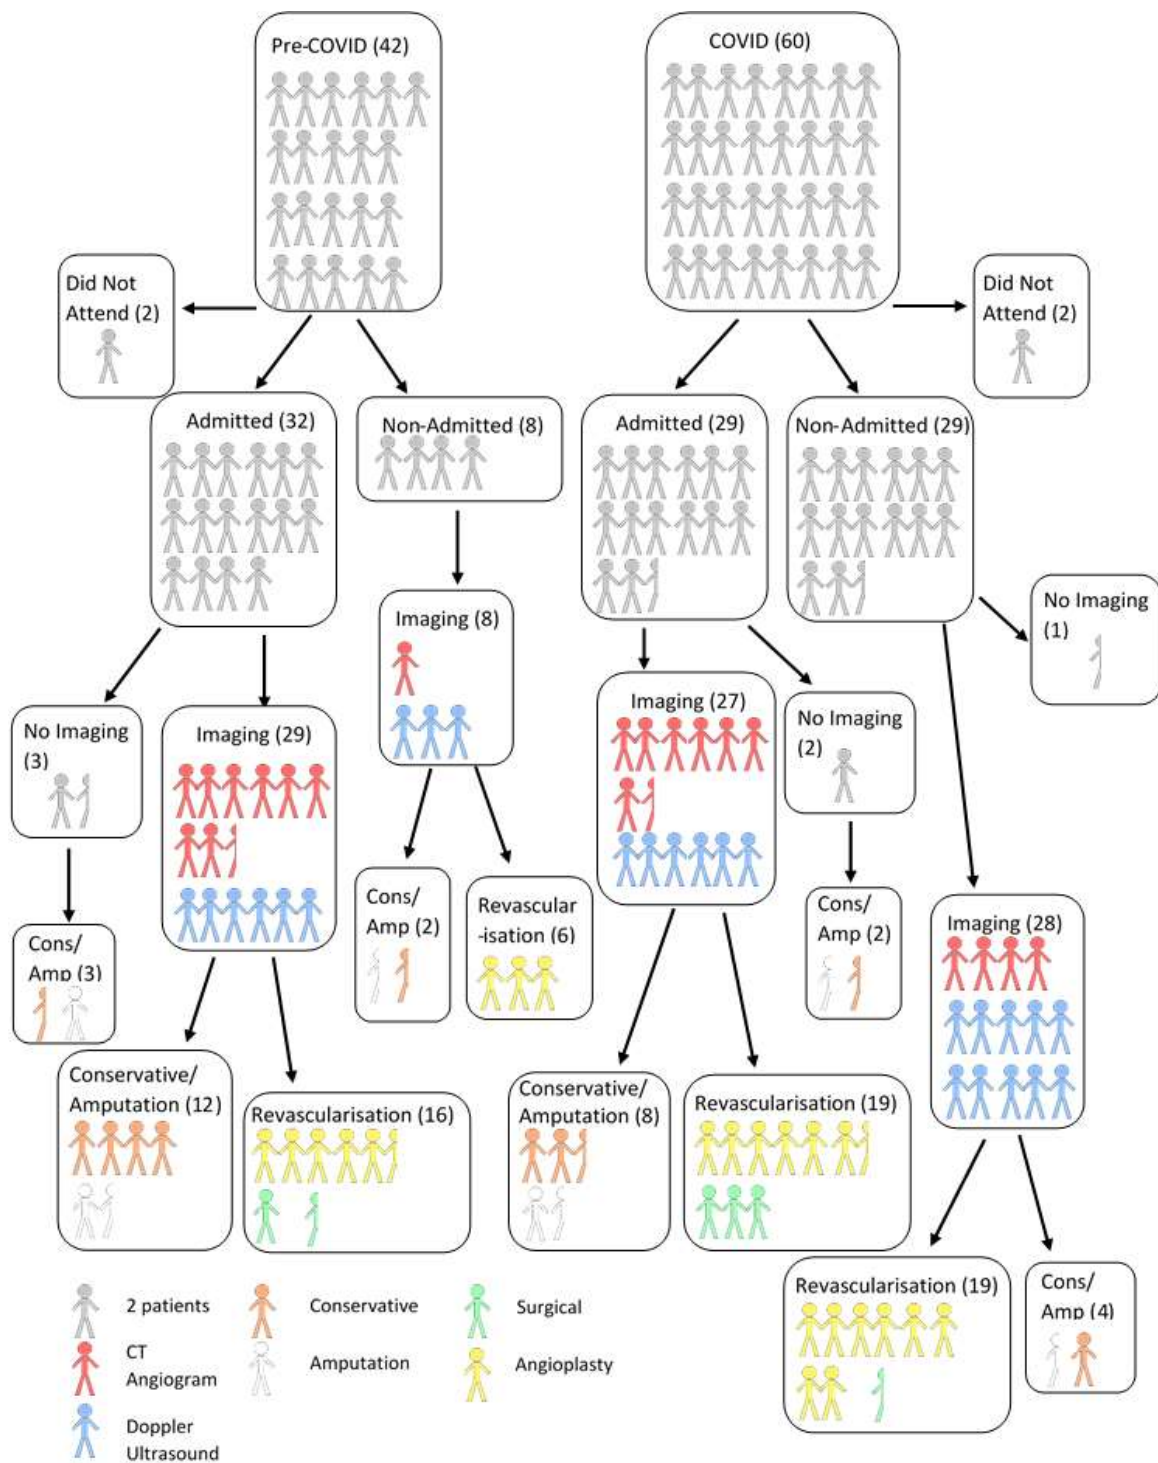 Pre-COVID (42)
COVID (60)
Did Not
Attend (2)
Did Not
Attend (2)
Admitted (32)
Non-Admitted (8)
Admitted (29)
Non-Admitted (29)
No Imaging
(1)
Imaging (8)
No Imaging
(3)
Imaging (29)
Imaging (27)
No Imaging
(2)
Cons/
Amp (3)
Cons/
Amp (2)
Revascular
-isation (6)
Cons/
Amp (2)
Imaging (28)
Conservative/
Amputation (12)
Revascularisation (16)
Conservative/
Amputation (8)
Revascularisation (19)
Revascularisation (19)
Cons/
Amp (4)
2 patients
Conservative
Surgical
CT
Angiogram
Amputation
Angioplasty
Doppler
Ultrasound